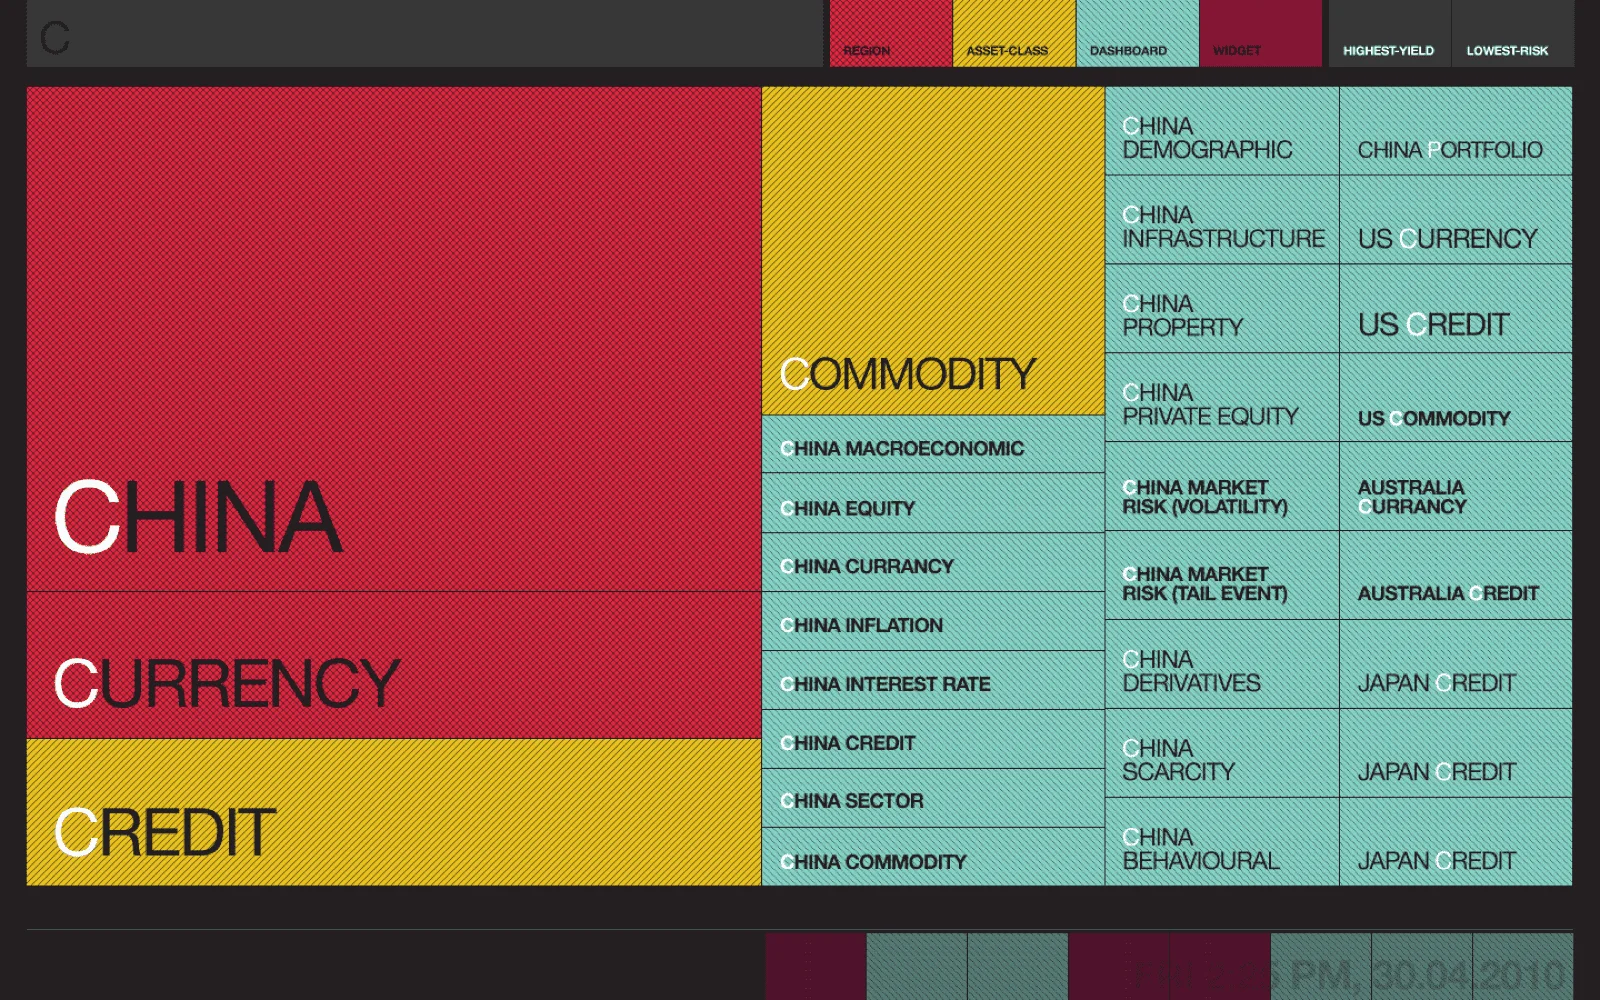 C
REGION
ASSET-CLASS
DASHBOARD
WIDGET
HIGHEST-YIELD
LOWEST-RISK
CHINA
CURRENCY
CREDIT
COMMODITY
CHINA MACROECONOMIC
CHINA EQUITY
CHINA CURRANCY
CHINA INFLATION
CHINA INTEREST RATE
CHINA CREDIT
CHINA SECTOR
CHINA COMMODITY
CHINA
DEMOGRAPHIC
CHINA
INFRASTRUCTURE
CHINA
PROPERTY
CHINA
PRIVATE EQUITY
CHINA MARKET
RISK (VOLATILITY)
CHINA MARKET
RISK (TAIL EVENT)
CHINA
DERIVATIVES
CHINA
SCARCITY
CHINA
BEHAVIOURAL
CHINA PORTFOLIO
US CURRENCY
US CREDIT
US COMMODITY
AUSTRALIA
CURRANCY
AUSTRALIA CREDIT
JAPAN CREDIT
JAPAN CREDIT
JAPAN CREDIT
PM, 30.04.2010